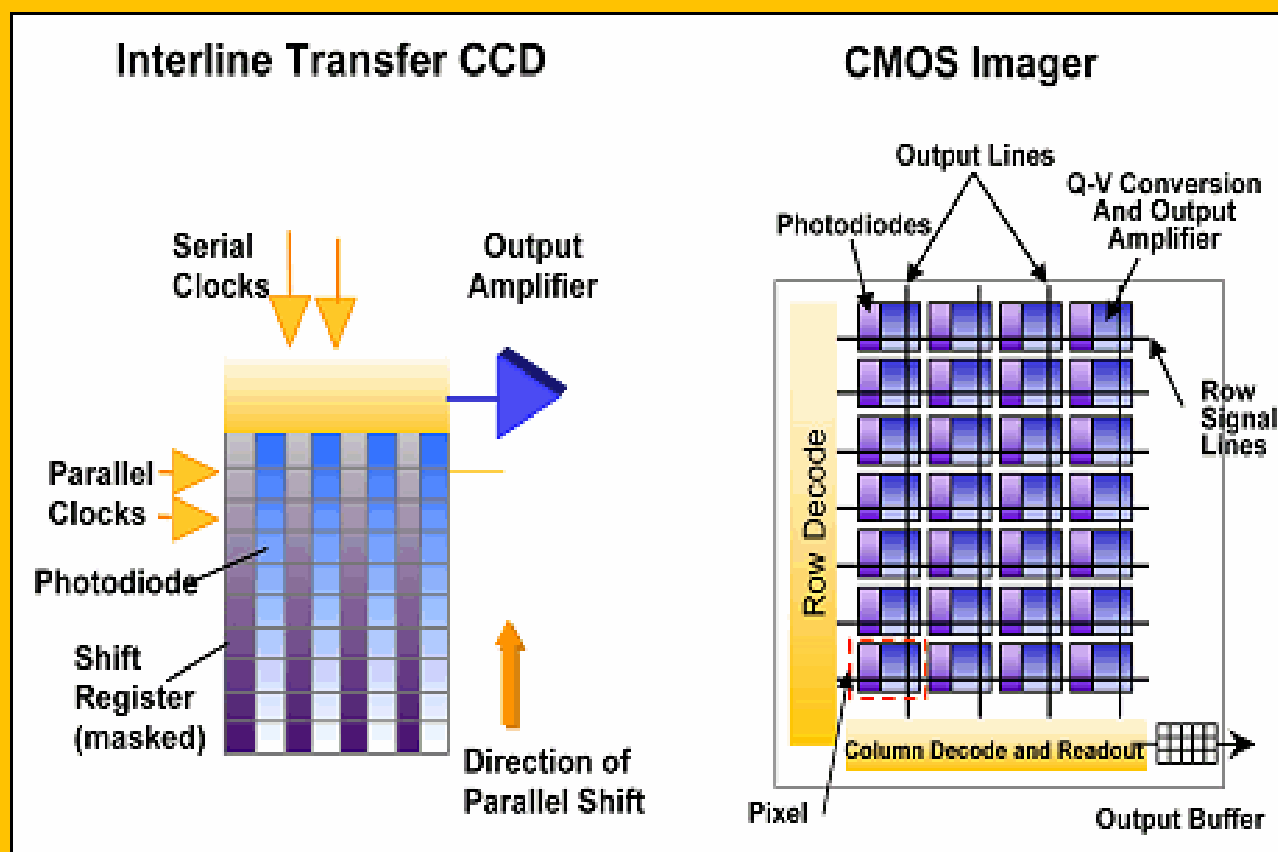 Interline Transfer CCD
Serial
Clocks
Output
Amplifier
Parallel
Clocks
Photodiode
Shift
Register
(masked)
Direction of
Parallel Shift
CMOS Imager
Output Lines
Q-V Conversion
And Output
Amplifier
Photodiodes
Row
Signal
Lines
Row Decode
Column Decode and Readout
Pixel
Output Buffer